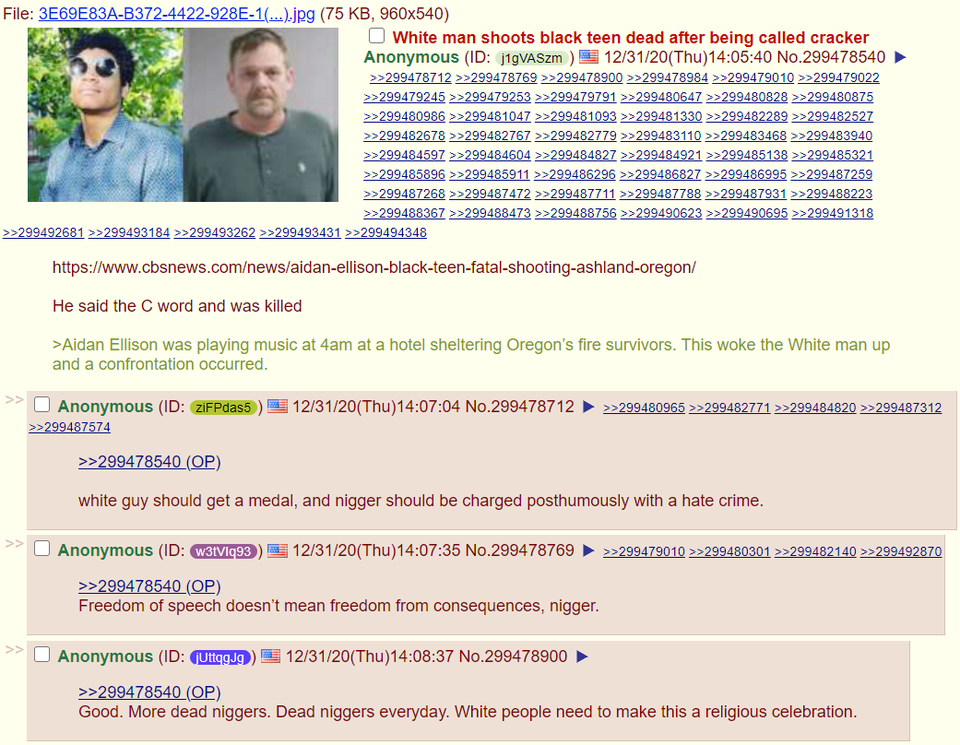 File: 3E69E83A-B372-4422-928E-1(...).jpg (75 KB, 960x540)
White man shoots black teen dead after being called cracker
Anonymous (ID: j1gVASzm) 12/31/20(Thu)14:05:40 No.299478540 ▶
>>299478712 >>299478769 >>299478900 >>299478984 >>299479010 >>299479022
>>299479245 >>299479253 >>299479791 >>299480647 >>299480828 >>299480875
>>299480986 >>299481047 >>299481093 >>299481330 >>299482289 >>299482527
>>299482678 >>299482767 >>299482779 >>299483110 >>299483468 >>299483940
>>299484597 >>299484604 >>299484827 >>299484921 >>299485138 >>299485321
>>299485896 >>299485911 >>299486296 >>299486827 >>299486995 >>299487259
>>299487268 >>299487472 >>299487711 >>299487788 >>299487931 >>299488223
>>299488367 >>299488473 >>299488756 >>299490623 >>299490695 >>299491318
>>299492681 >>299493184 >>299493262 >>299493431 >>299494348
https://www.cbsnews.com/news/aidan-ellison-black-teen-fatal-shooting-ashland-oregon/
He said the C word and was killed
>Aidan Ellison was playing music at 4am at a hotel sheltering Oregon's fire survivors. This woke the White man up
and a confrontation occurred.
>> Anonymous (ID: ziFPdas5) 12/31/20(Thu)14:07:04 No.299478712 ▶ >>299480965 >>299482771 >>299484820 >>299487312
>>299487574
>>299478540 (OP)
white guy should get a medal, and nigger should be charged posthumously with a hate crime.
>> Anonymous (ID: w3tVIq93) 12/31/20(Thu)14:07:35 No.299478769 ▶ >>299479010 >>299480301 >>299482140 >>299492870
>>299478540 (OP)
Freedom of speech doesn't mean freedom from consequences, nigger.
>> Anonymous (ID: jUttqgJg) 12/31/20(Thu)14:08:37 No.299478900 ▶
>>299478540 (OP)
Good. More dead niggers. Dead niggers everyday. White people need to make this a religious celebration.